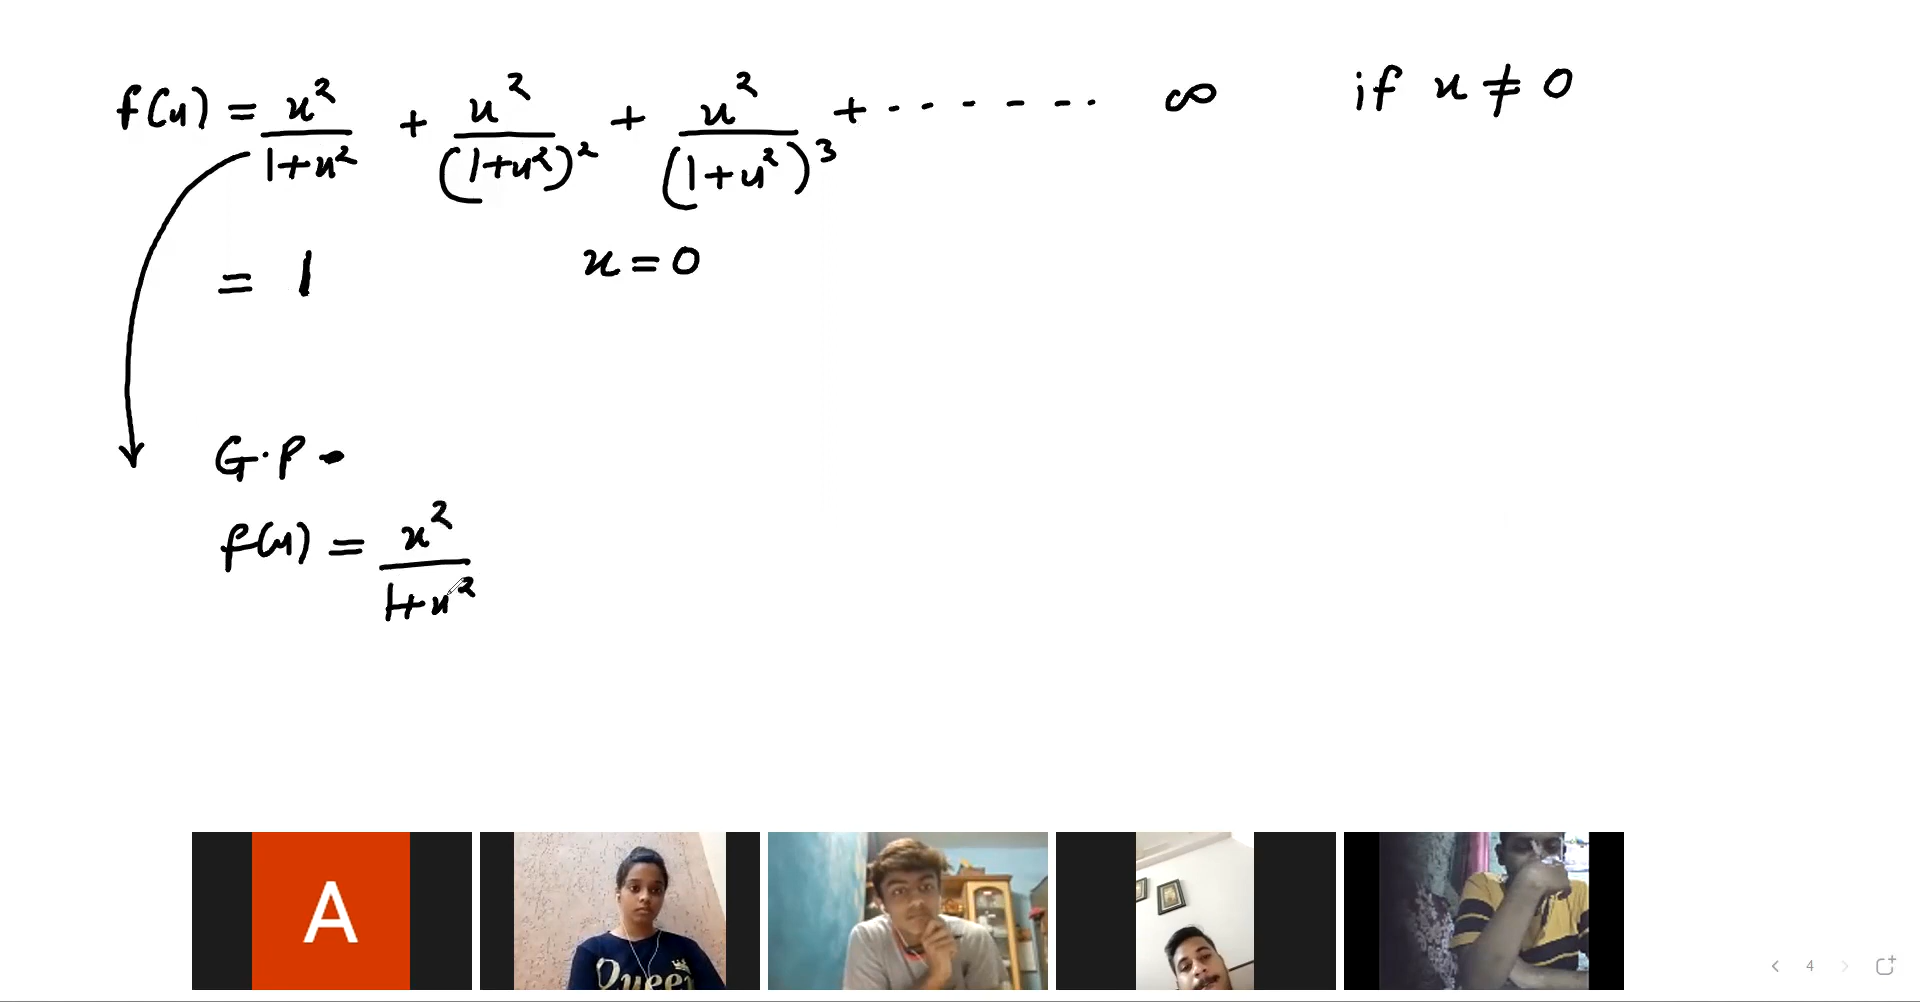 f(x) = x²/(1+x²) + x²/(1+x²)² + x²/(1+x²)³ + ------- ∞ if x ≠ 0
= 1 x = 0
G.P -
f(x) = x²/(1+x²)
A
Queen
4